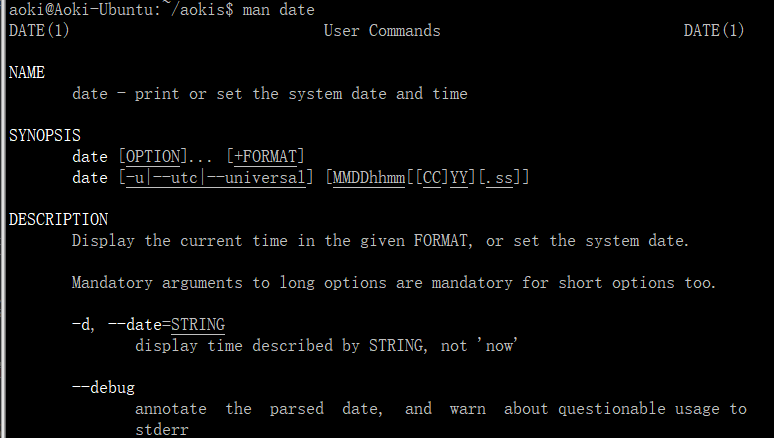 aoki@Aoki-Ubuntu:~/aokis$ man date
DATE(1) User Commands DATE(1)
NAME
date - print or set the system date and time
SYNOPSIS
date [OPTION]... [+FORMAT]
date [-u|--utc|--universal] [MMDDhhmm[[CC]YY][.ss]]
DESCRIPTION
Display the current time in the given FORMAT, or set the system date.
Mandatory arguments to long options are mandatory for short options too.
-d, --date=STRING
display time described by STRING, not 'now'
--debug
annotate the parsed date, and warn about questionable usage to
stderr